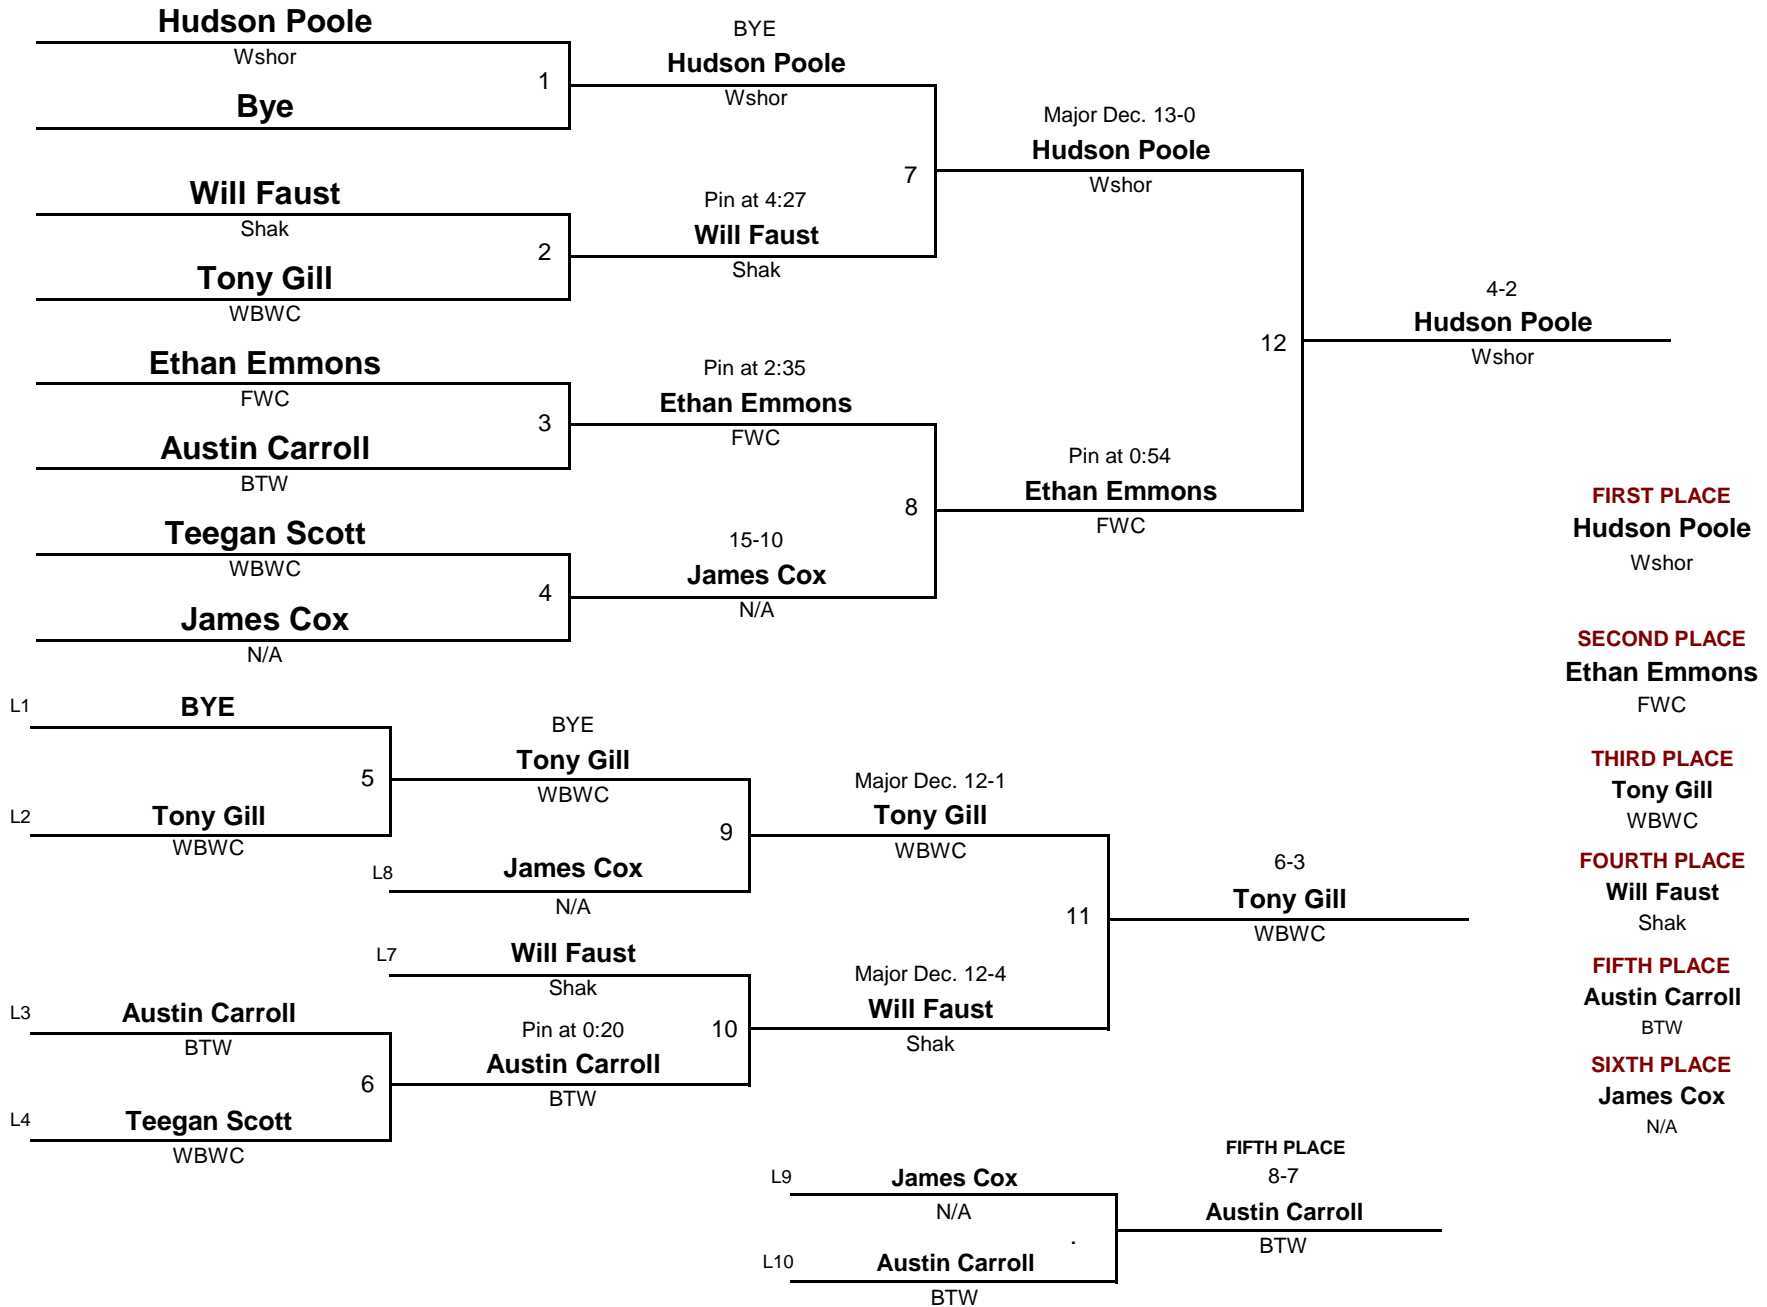 Hudson Poole
Wshor
1
Bye
BYE
Hudson Poole
Wshor
Will Faust
Shak
2
Tony Gill
WBWC
Pin at 4:27
Will Faust
Shak
7
Major Dec. 13-0
Hudson Poole
Wshor
Ethan Emmons
FWC
3
Austin Carroll
BTW
Pin at 2:35
Ethan Emmons
FWC
Teegan Scott
WBWC
4
James Cox
N/A
15-10
James Cox
N/A
8
Pin at 0:54
Ethan Emmons
FWC
12
4-2
Hudson Poole
Wshor
FIRST PLACE
Hudson Poole
Wshor
SECOND PLACE
Ethan Emmons
FWC
THIRD PLACE
Tony Gill
WBWC
FOURTH PLACE
Will Faust
Shak
FIFTH PLACE
Austin Carroll
BTW
SIXTH PLACE
James Cox
N/A
L1
BYE
5
L2
Tony Gill
WBWC
BYE
Tony Gill
WBWC
9
L8
James Cox
N/A
Major Dec. 12-1
Tony Gill
WBWC
L7
Will Faust
Shak
L3
Austin Carroll
BTW
6
L4
Teegan Scott
WBWC
Pin at 0:20
Austin Carroll
BTW
10
Major Dec. 12-4
Will Faust
Shak
11
6-3
Tony Gill
WBWC
L9
James Cox
N/A
.
L10
Austin Carroll
BTW
FIFTH PLACE
8-7
Austin Carroll
BTW